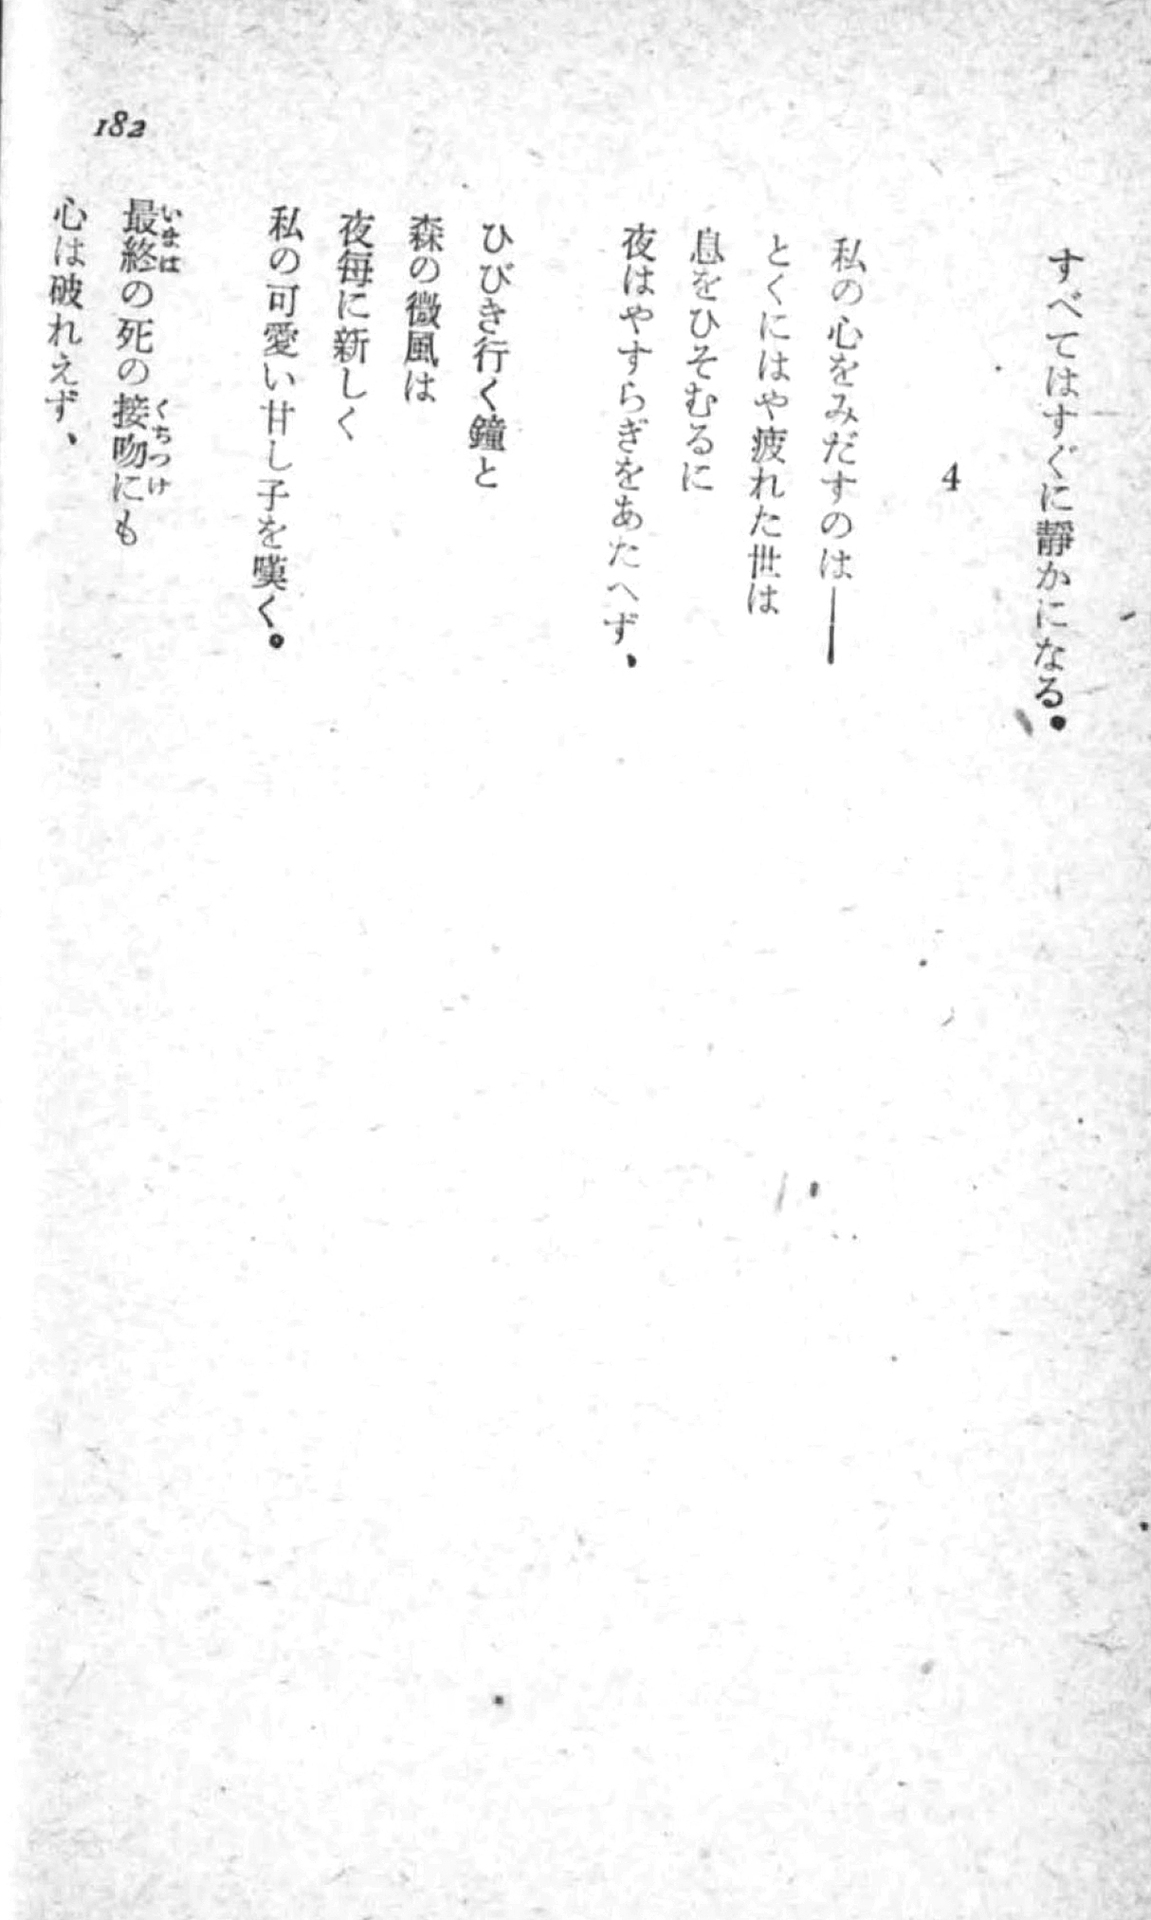 すべてはすぐに靜かになる。
4
私の心をみだすのは——
とくにはや疲れた世は
息をひそむるに
夜はやすらぎをあたへず、
ひびき行く鐘と
森の微風は
夜毎に新しく
私の可愛い甘し子を嘆く。
最終の死の接吻にも
いまは くちつけ
心は破れえず、
182